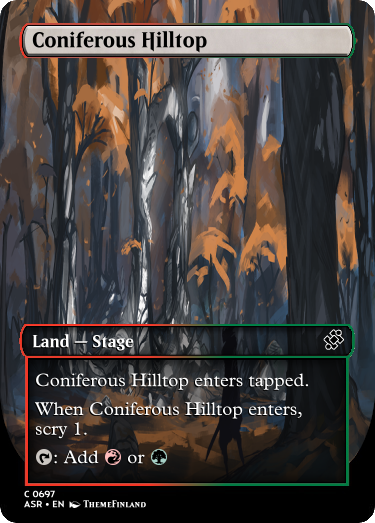 Coniferous Hilltop
Land — Stage
Coniferous Hilltop enters tapped.
When Coniferous Hilltop enters,
scry 1.
: Add or
C 0697
ASR • EN ThemeFinland